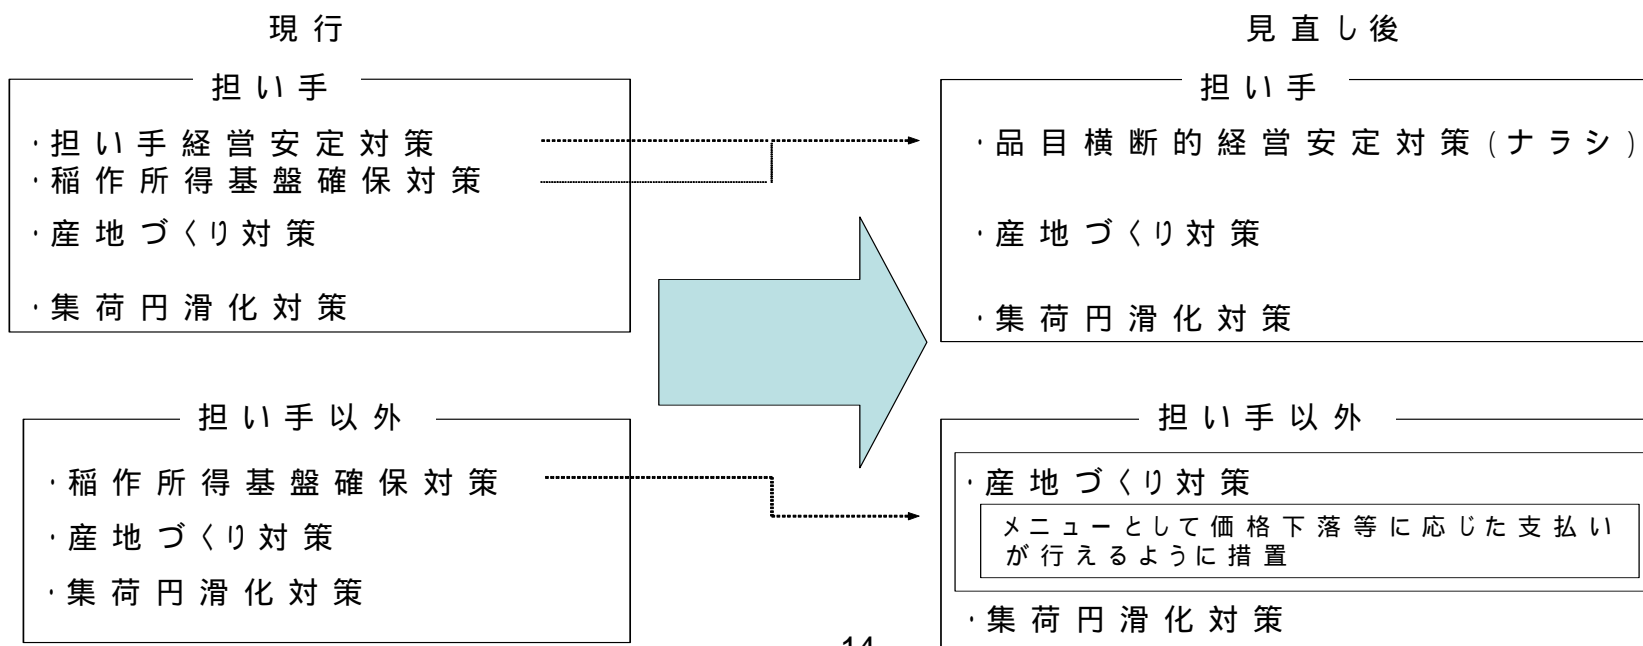 現行
担い手
・担い手経営安定対策
・稲作所得基盤確保対策
・産地づくり対策
・集荷円滑化対策
担い手以外
・稲作所得基盤確保対策
・産地づくり対策
・集荷円滑化対策
見直し後
担い手
・品目横断的経営安定対策(ナラシ)
・産地づくり対策
・集荷円滑化対策
担い手以外
・産地づくり対策
メニューとして価格下落等に応じた支払い
が行えるように措置
・集荷円滑化対策
14